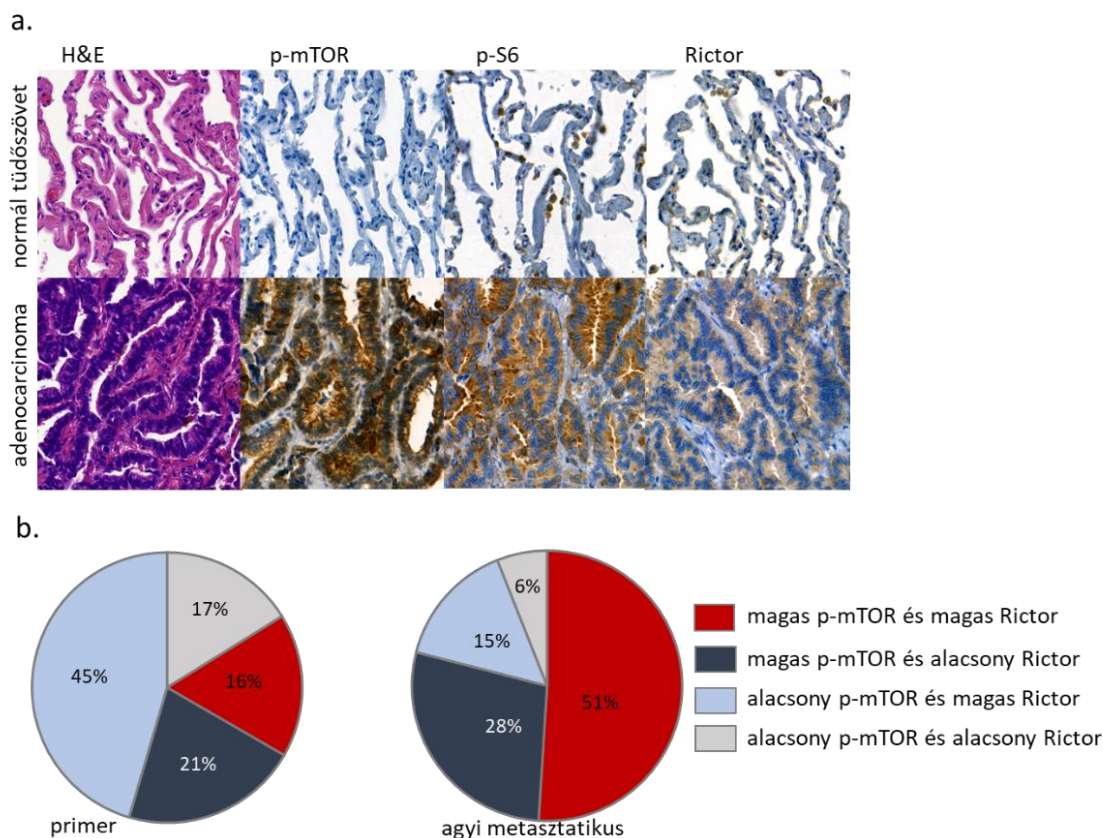 a.
H&E p-mTOR p-S6 Rictor
normál tüdőszövet
adenocarcinoma
b.
17%
45%
16%
21%
primer
6%
15%
51%
28%
agyi metasztatikus
magas p-mTOR és magas Rictor
magas p-mTOR és alacsony Rictor
alacsony p-mTOR és magas Rictor
alacsony p-mTOR és alacsony Rictor